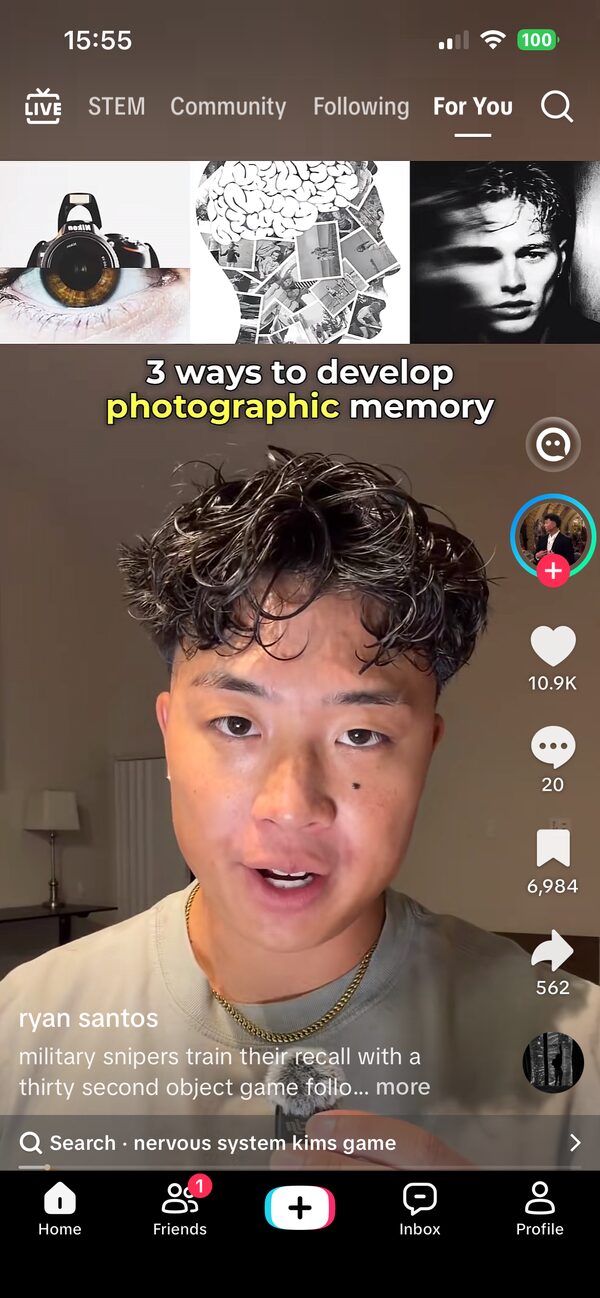 15:55
100
LIVE
STEM
Community
Following
For You
Nikon
3 ways to develop
photographic memory
10.9K
20
6,984
562
ryan santos
military snipers train their recall with a
thirty second object game follo... more
Search · nervous system kims game
1
Home
Friends
Inbox
Profile